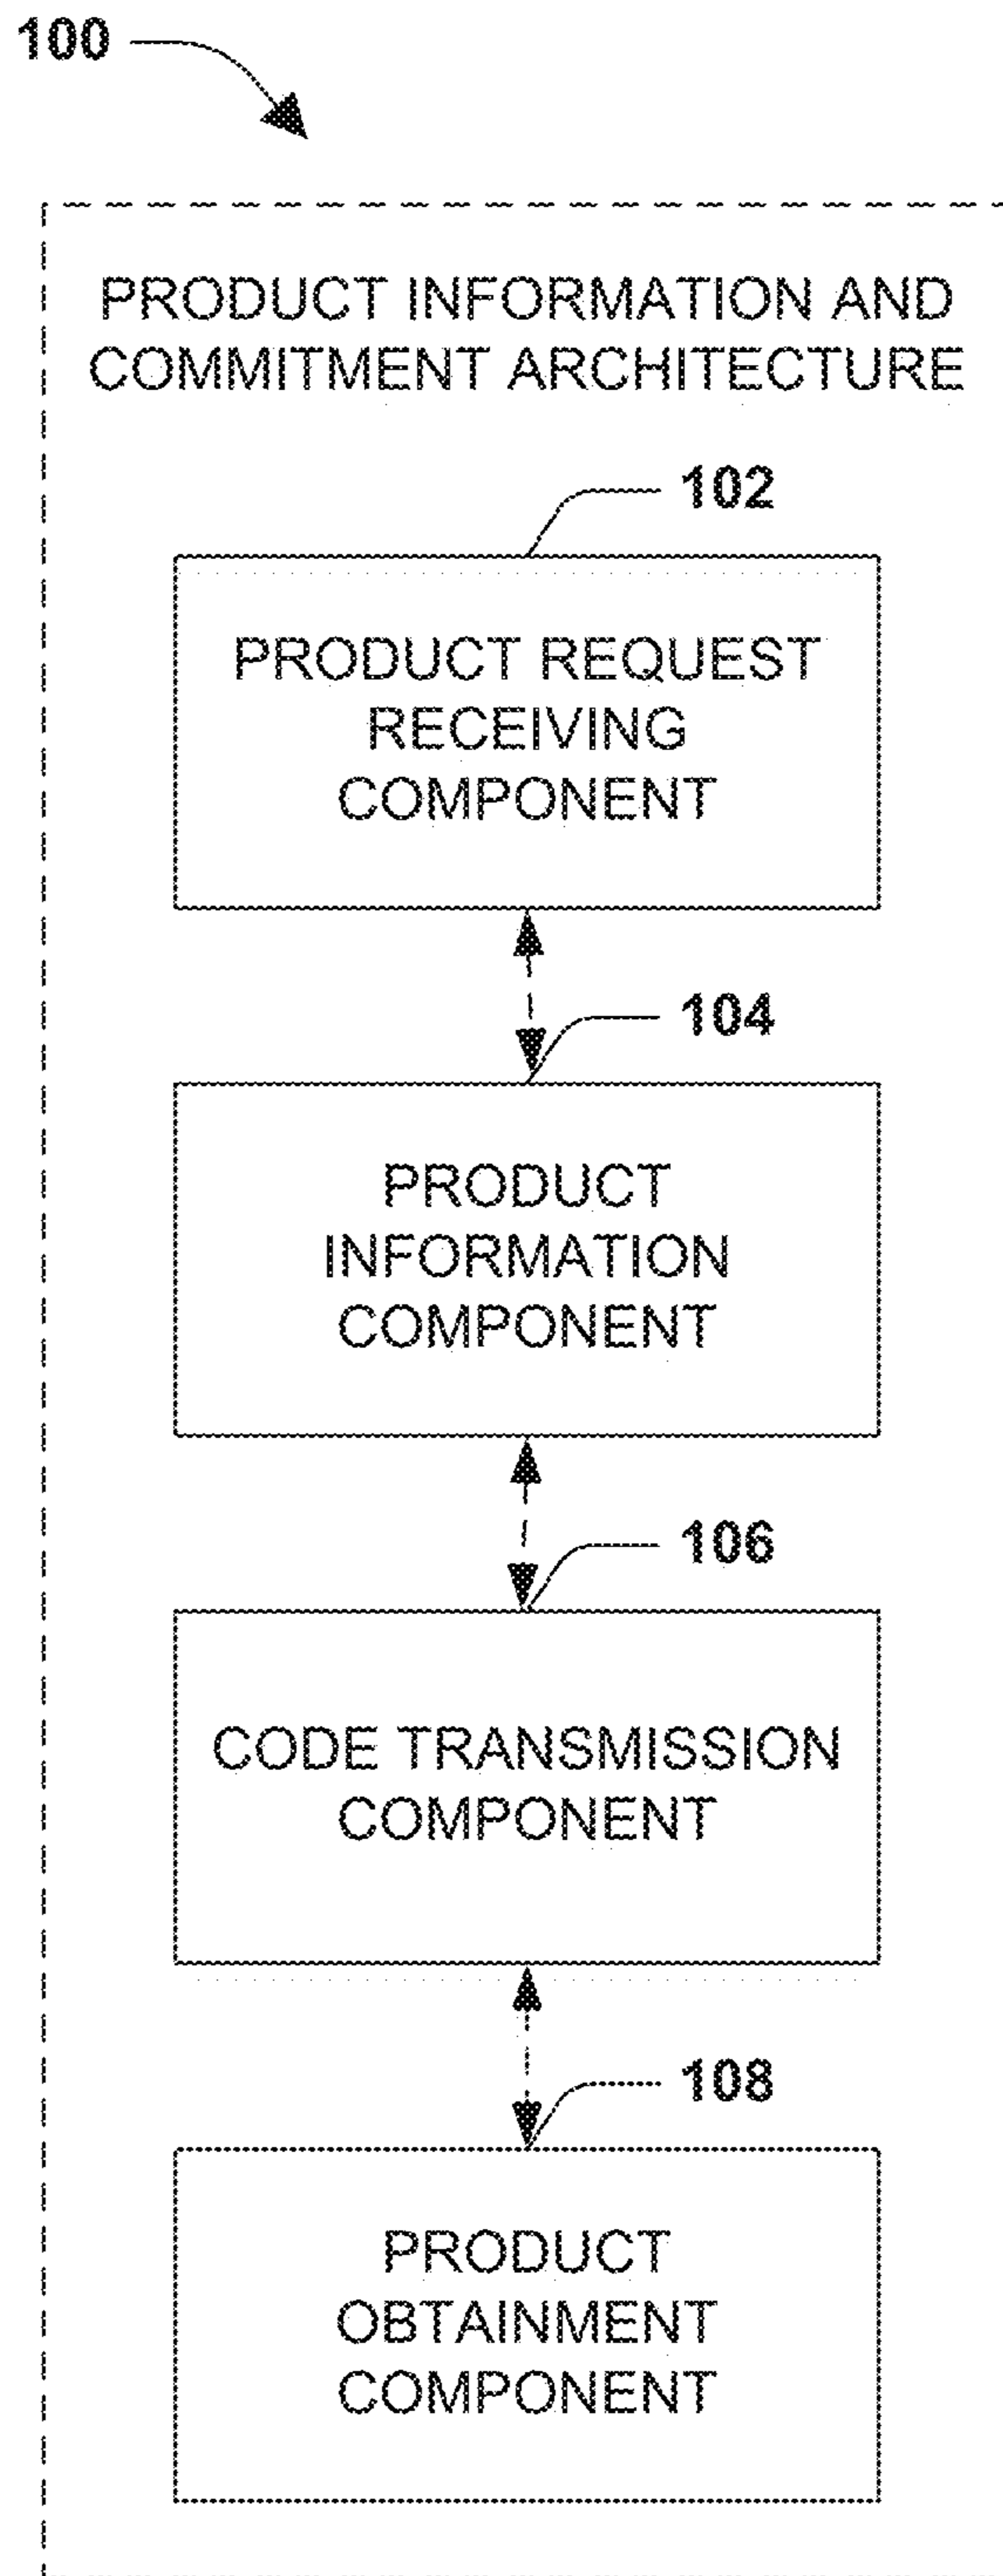 100
PRODUCT INFORMATION AND
COMMITMENT ARCHITECTURE
102
PRODUCT REQUEST
RECEIVING
COMPONENT
104
PRODUCT
INFORMATION
COMPONENT
106
CODE TRANSMISSION
COMPONENT
108
PRODUCT
OBTAINMENT
COMPONENT